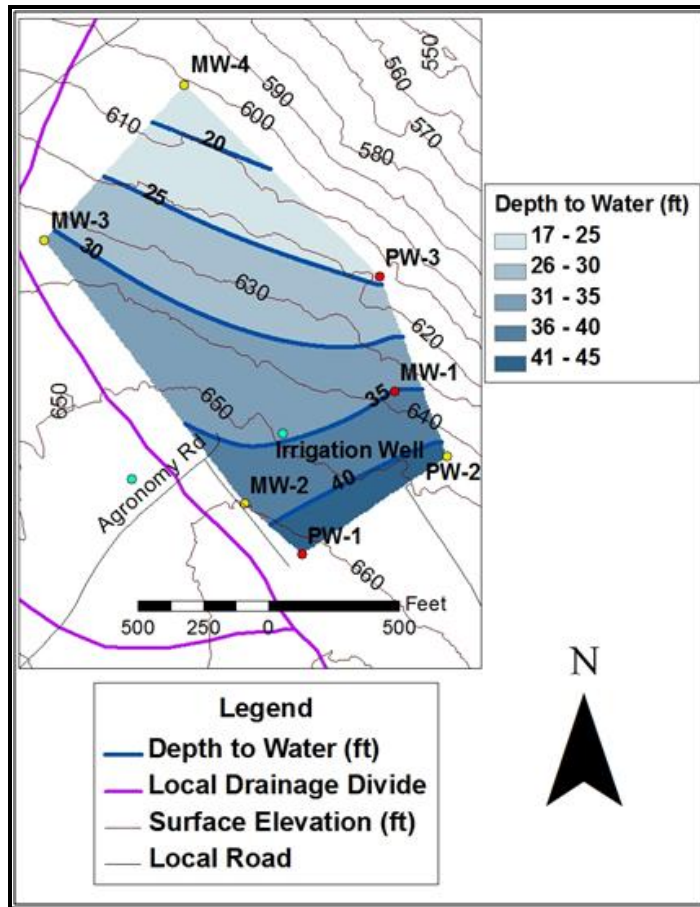 MW-4
550
560
570
580
590
600
610
20
25
MW-3
30
PW-3
630
620
MW-1
35
640
650
650
Irrigation Well
PW-2
Agronomy Rd
MW-2
40
PW-1
660
Feet
500 250 0 500
Depth to Water (ft)
17 - 25
26 - 30
31 - 35
36 - 40
41 - 45
N
Legend
Depth to Water (ft)
Local Drainage Divide
Surface Elevation (ft)
Local Road